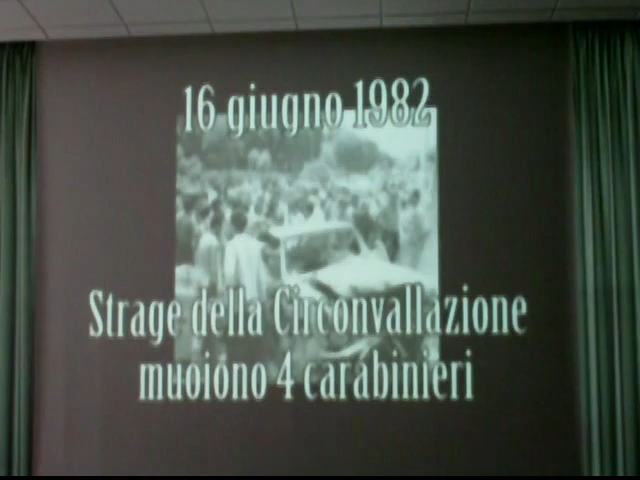 16 giugno 1982
Strage della Circonvallazione
muoiono 4 carabinieri